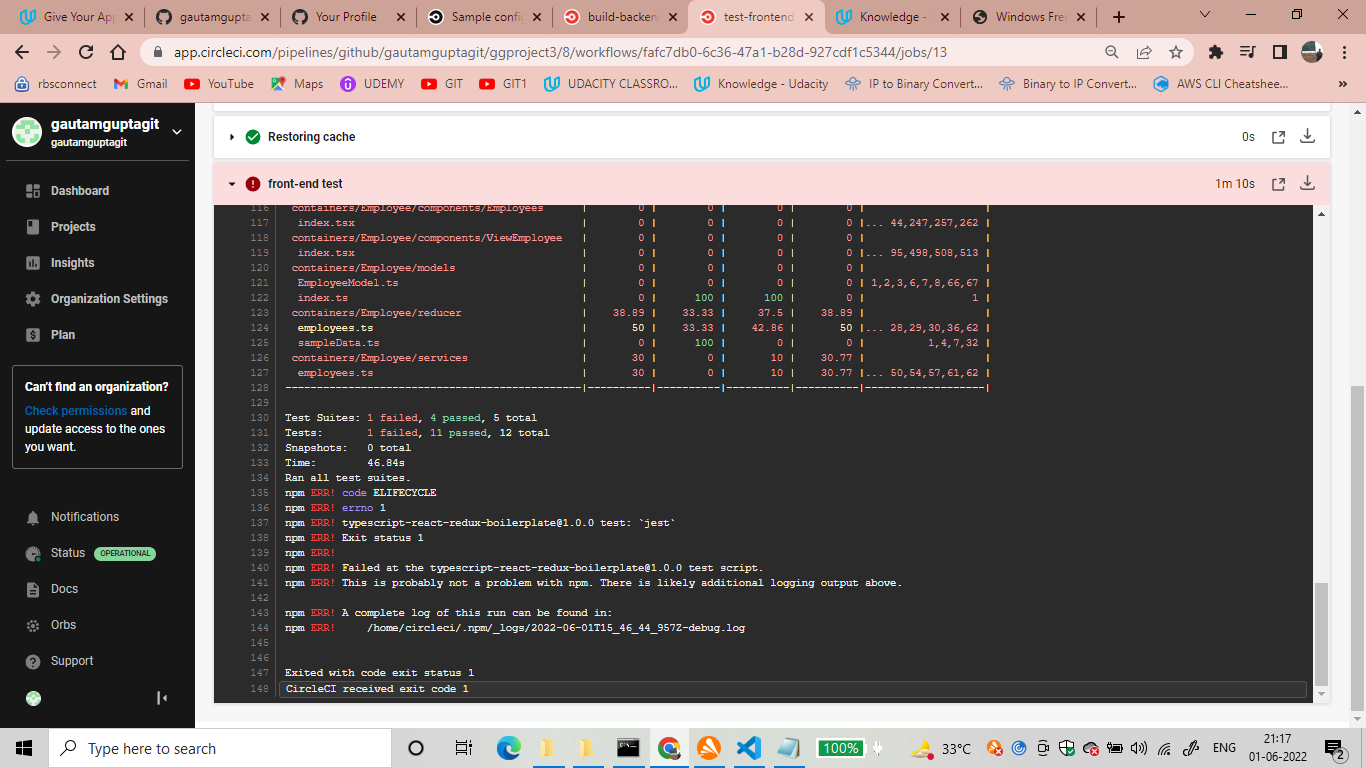 Give Your App
gautamgupta
Your Profile
Sample confi
build-backen
test-frontend
Knowledge -
Windows Fre
app.circleci.com/pipelines/github/gautamguptagit/ggproject3/8/workflows/fafc7db0-6c36-47a1-b28d-927cdf1c5344/jobs/13
rbsconnect
Gmail
YouTube
Maps
UDEMY
GIT
GIT1
UDACITY CLASSRO...
Knowledge - Udacity
IP to Binary Convert...
Binary to IP Convert...
AWS CLI Cheatshee...
»
gautamguptagit
gautamguptagit
Dashboard
Projects
Insights
Organization Settings
Plan
Can't find an organization?
Check permissions and
update access to the ones
you want.
Notifications
Status OPERATIONAL
Docs
Orbs
Support
Restoring cache 0s
front-end test 1m 10s
116 containers/Employee/components/Employees | 0 | 0 | 0 | 0 | |
117 index.tsx | 0 | 0 | 0 | 0 |... 44,247,257,262 |
118 containers/Employee/components/ViewEmployee | 0 | 0 | 0 | 0 | |
119 index.tsx | 0 | 0 | 0 | 0 |... 95,498,508,513 |
120 containers/Employee/models | 0 | 0 | 0 | 0 | |
121 EmployeeModel.ts | 0 | 0 | 0 | 0 | 1,2,3,6,7,8,66,67 |
122 index.ts | 0 | 100 | 100 | 0 | 1 |
123 containers/Employee/reducer | 38.89 | 33.33 | 37.5 | 38.89 | |
124 employees.ts | 50 | 33.33 | 42.86 | 50 |... 28,29,30,36,62 |
125 sampleData.ts | 0 | 100 | 0 | 0 | 1,4,7,32 |
126 containers/Employee/services | 30 | 0 | 10 | 30.77 | |
127 employees.ts | 30 | 0 | 10 | 30.77 |... 50,54,57,61,62 |
128 -----------------------------------------------|----------|----------|----------|----------|-------------------|
129
130 Test Suites: 1 failed, 4 passed, 5 total
131 Tests: 1 failed, 11 passed, 12 total
132 Snapshots: 0 total
133 Time: 46.84s
134 Ran all test suites.
135 npm ERR! code ELIFECYCLE
136 npm ERR! errno 1
137 npm ERR! typescript-react-redux-boilerplate@1.0.0 test: `jest`
138 npm ERR! Exit status 1
139 npm ERR!
140 npm ERR! Failed at the typescript-react-redux-boilerplate@1.0.0 test script.
141 npm ERR! This is probably not a problem with npm. There is likely additional logging output above.
142
143 npm ERR! A complete log of this run can be found in:
144 npm ERR! /home/circleci/.npm/_logs/2022-06-01T15_46_44_957Z-debug.log
145
146
147 Exited with code exit status 1
148 CircleCI received exit code 1
Type here to search
100%
33°C
ENG
21:17
01-06-2022
2